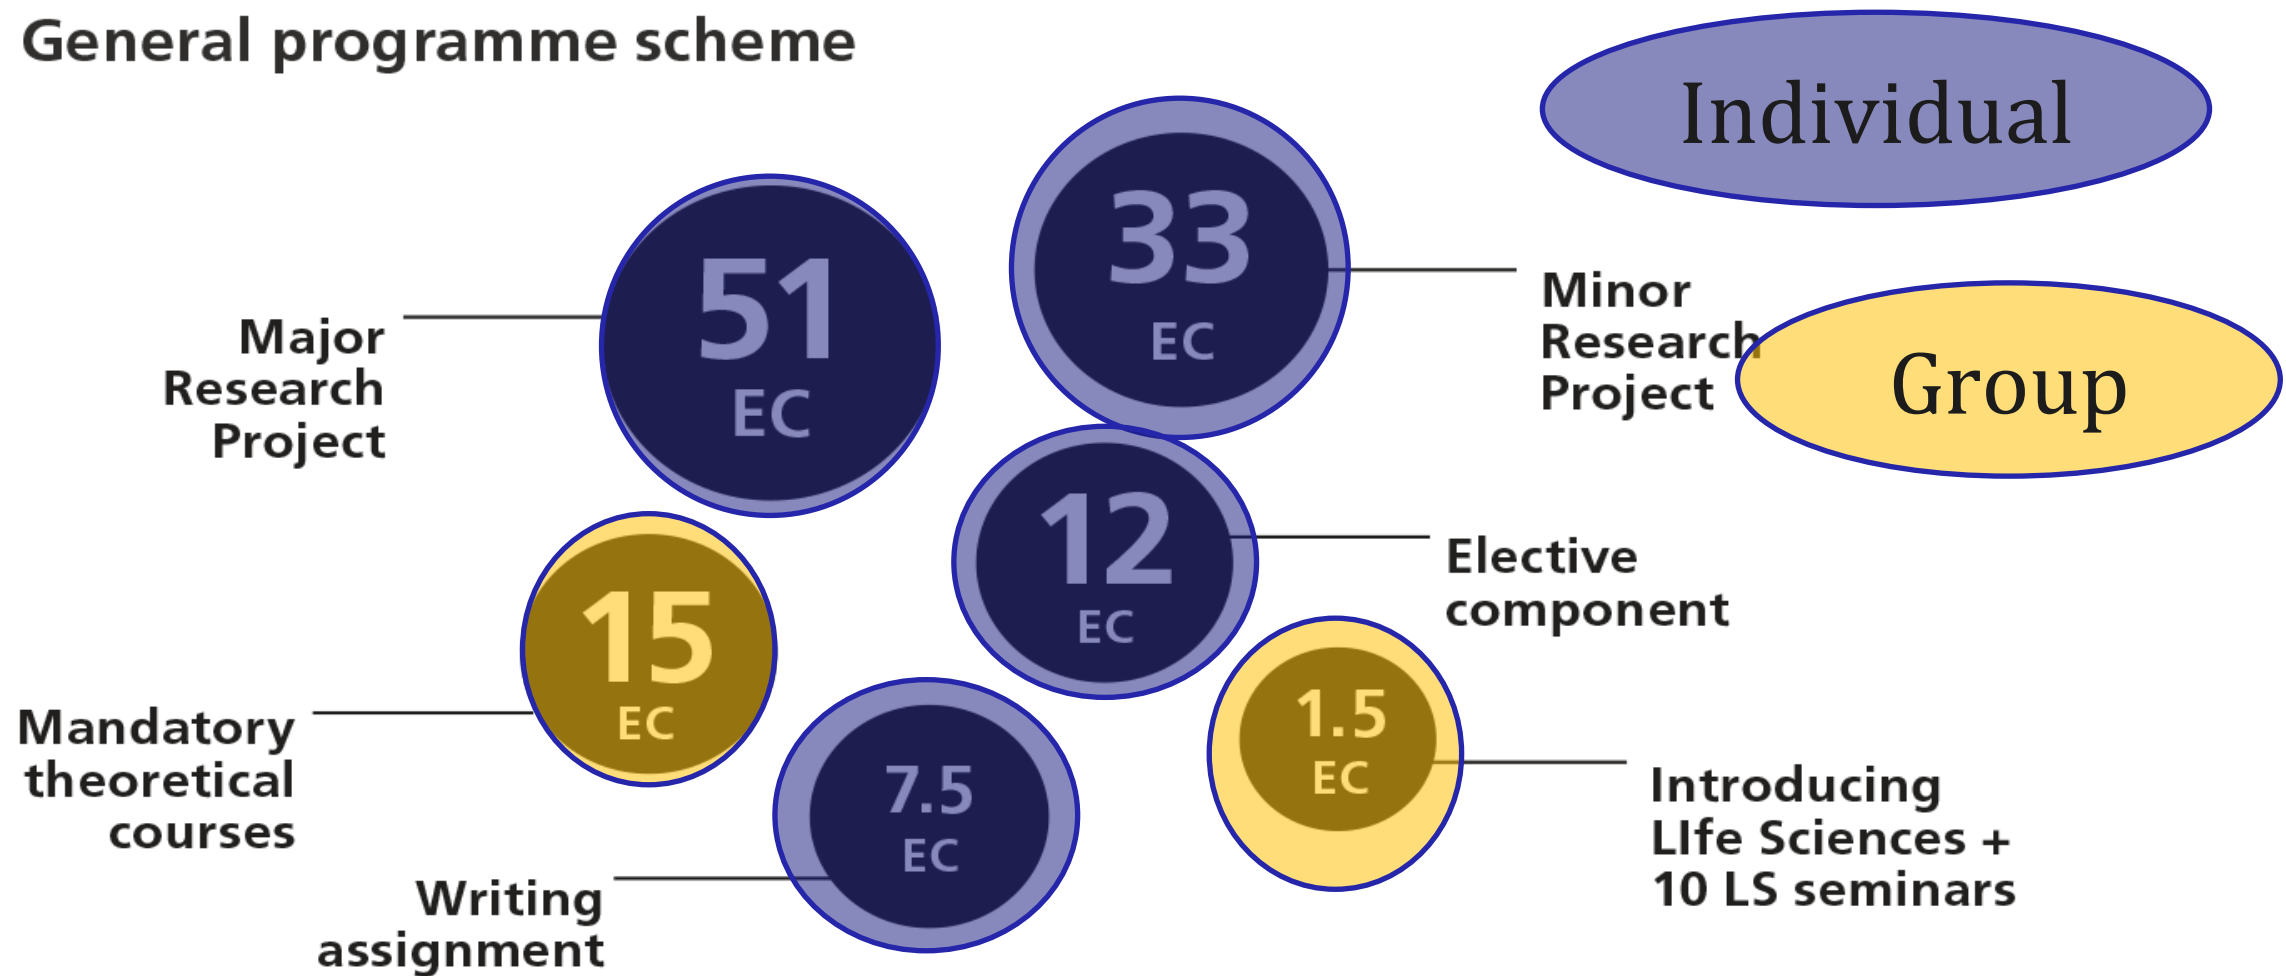 General programme scheme
Individual
33
EC
Minor
Research
Project
Group
51
EC
Major
Research
Project
12
EC
Elective
component
15
EC
Mandatory
theoretical
courses
1.5
EC
Introducing
LIfe Sciences +
10 LS seminars
7.5
EC
Writing
assignment